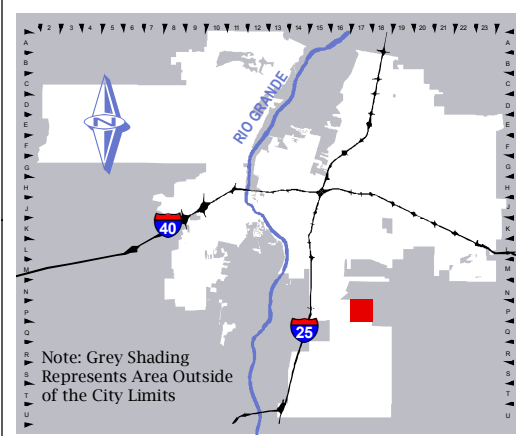 2 3 4 5 6 7 8 9 10 11 12 13 14 15 16 17 18 19 20 21 22 23
A A
B B
C C
D D
E E
F F
G G
H H
J J
K K
L L
M M
N N
P P
Q Q
R R
S S
T T
U U
N
RIO GRANDE
40
25
Note: Grey Shading
Represents Area Outside
of the City Limits